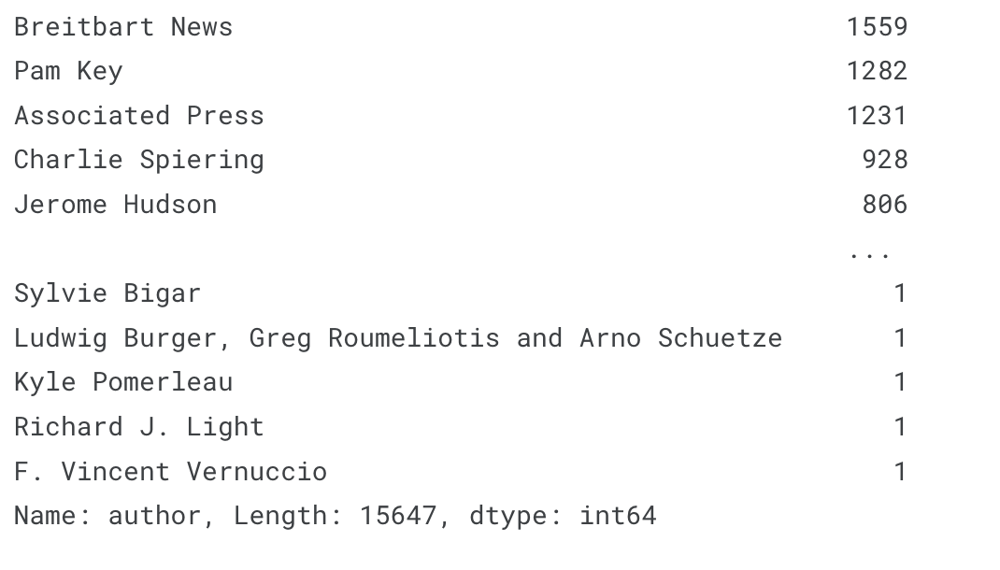 Breitbart News 1559
Pam Key 1282
Associated Press 1231
Charlie Spiering 928
Jerome Hudson 806
...
Sylvie Bigar 1
Ludwig Burger, Greg Roumeliotis and Arno Schuetze 1
Kyle Pomerleau 1
Richard J. Light 1
F. Vincent Vernuccio 1
Name: author, Length: 15647, dtype: int64